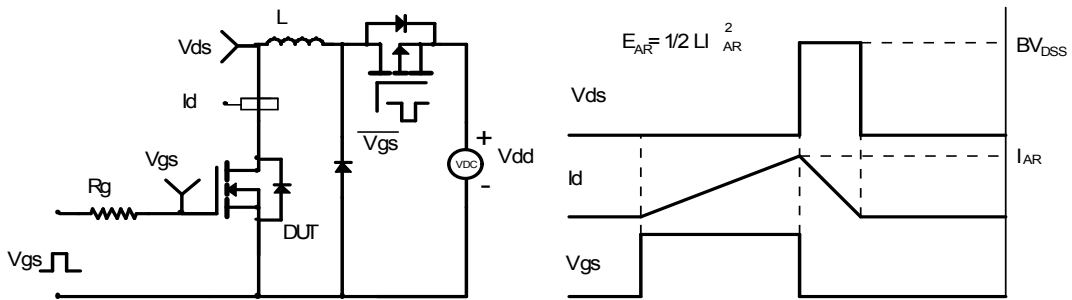 L
Vds
Id
Vgs
Rg
DUT
Vgs
Vgs
VDC
+
Vdd
-
E_AR= 1/2 LI²_AR
BV_DSS
Vds
I_AR
Id
Vgs